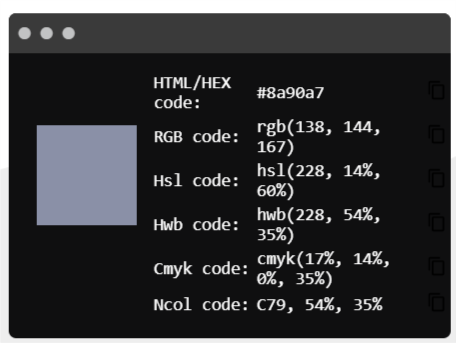 HTML/HEX code: #8a90a7
RGB code: rgb(138, 144, 167)
Hsl code: hsl(228, 14%, 60%)
Hwb code: hwb(228, 54%, 35%)
Cmyk code: cmyk(17%, 14%, 0%, 35%)
Ncol code: C79, 54%, 35%